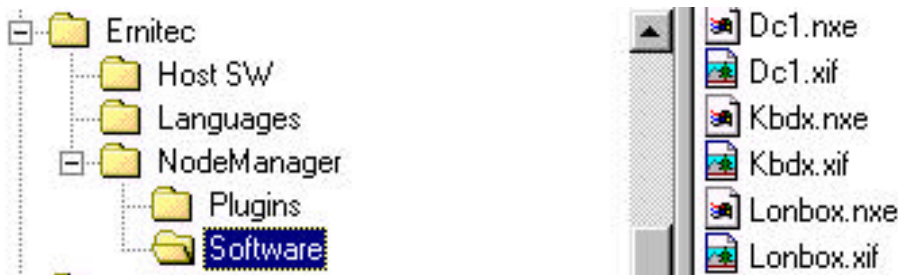 Ernitec
Host SW
Languages
NodeManager
Plugins
Software
Dc1.nxe
Dc1.xif
Kbdx.nxe
Kbdx.xif
Lonbox.nxe
Lonbox.xif